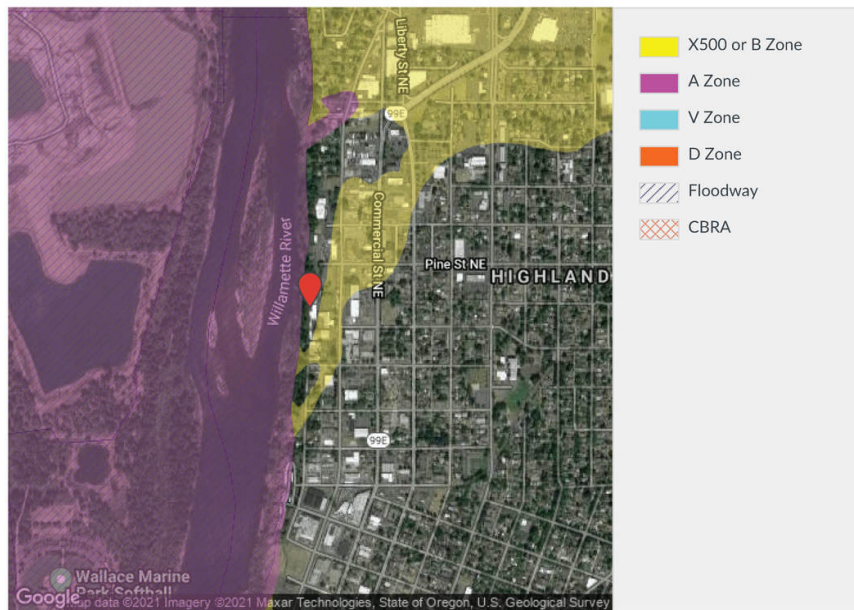 Liberty St NE
99E
Commercial St NE
Willamette River
Pine St NE
HIGHLAND
99E
Wallace Marine
Park Softball
Google
Map data ©2021 Imagery ©2021 Maxar Technologies, State of Oregon, U.S. Geological Survey
X500 or B Zone
A Zone
V Zone
D Zone
Floodway
CBRA